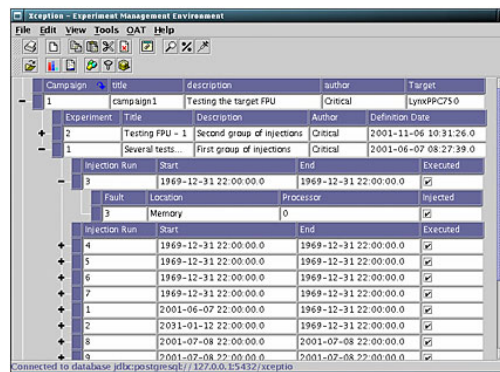 Xception - Experiment Management Environment
File Edit View Tools OAT Help
Campaign title description author Target
1 campaign1 Testing the target FPU Critical LynxPPC750
Experiment Title Description Author Definition Date
2 Testing FPU - 1 Second group of injections Critical 2001-11-06 10:31:26.0
1 Several tests... First group of injections Critical 2001-06-07 08:27:39.0
Injection Run Start End Executed
3 1969-12-31 22:00:00.0 1969-12-31 22:00:00.0
Fault Location Processor Injected
3 Memory 0
Injection Run Start End Executed
4 1969-12-31 22:00:00.0 1969-12-31 22:00:00.0
5 1969-12-31 22:00:00.0 1969-12-31 22:00:00.0
6 1969-12-31 22:00:00.0 1969-12-31 22:00:00.0
7 1969-12-31 22:00:00.0 1969-12-31 22:00:00.0
1 2001-06-07 22:00:00.0 1969-12-31 22:00:00.0
2 2031-01-12 22:00:00.0 1969-12-31 22:00:00.0
8 2001-07-08 22:00:00.0 2001-07-08 22:00:00.0
9 2001-07-08 22:00:00.0 2001-07-08 22:00:00.0
Connected to database jdbc:postgresql://127.0.0.1:5432/xceptio